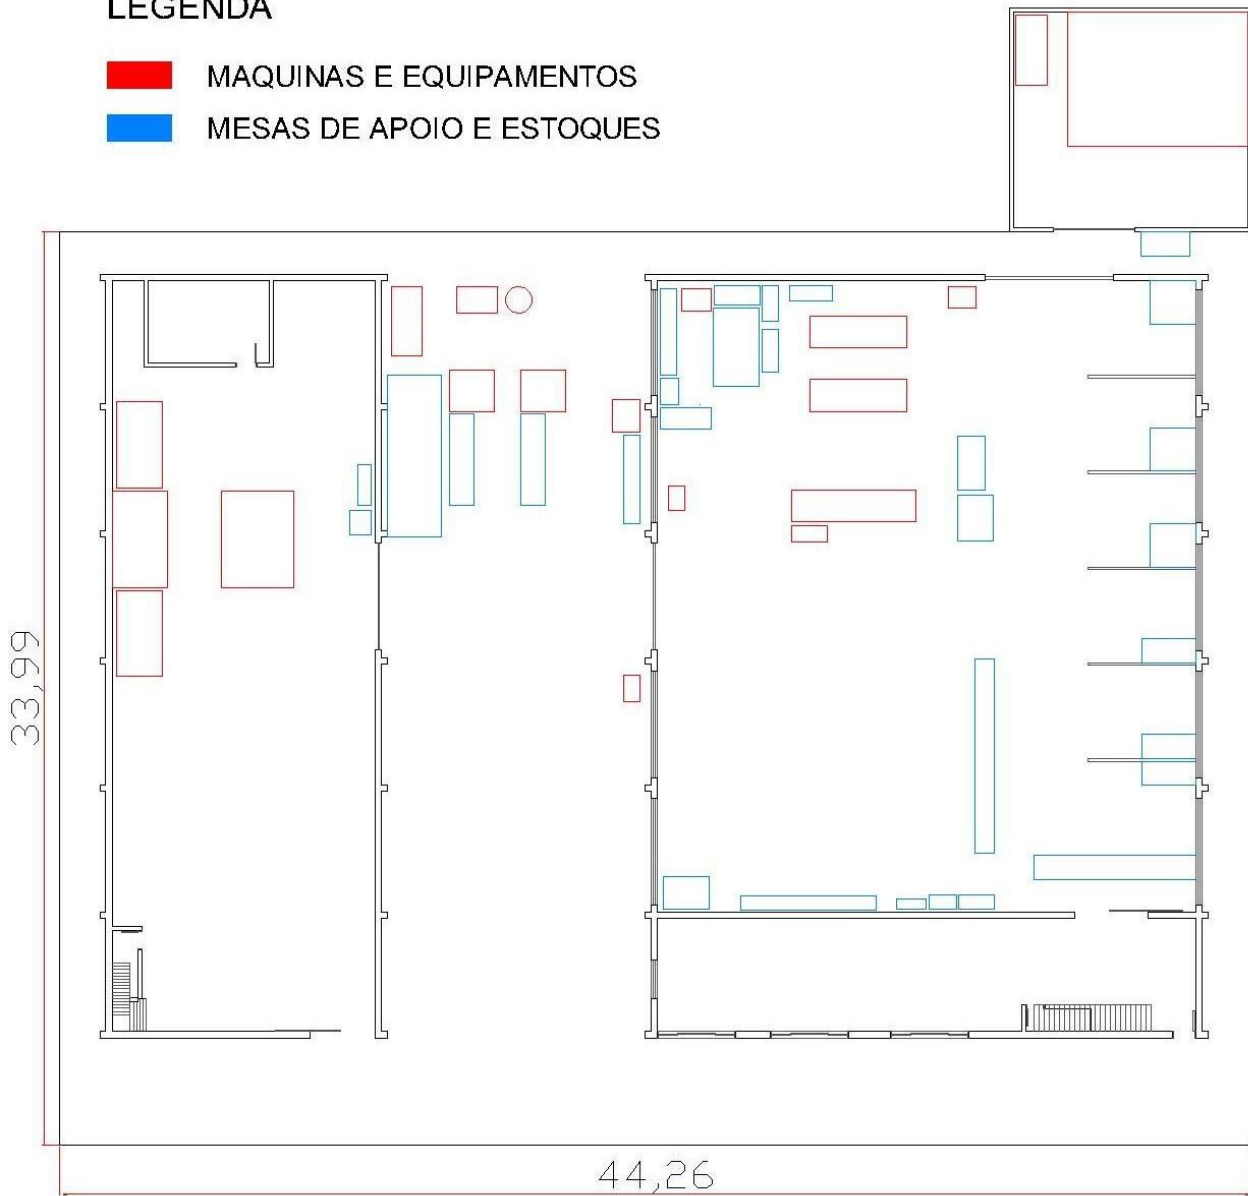 LEGENDA
MAQUINAS E EQUIPAMENTOS
MESAS DE APOIO E ESTOQUES
33,99
44,26